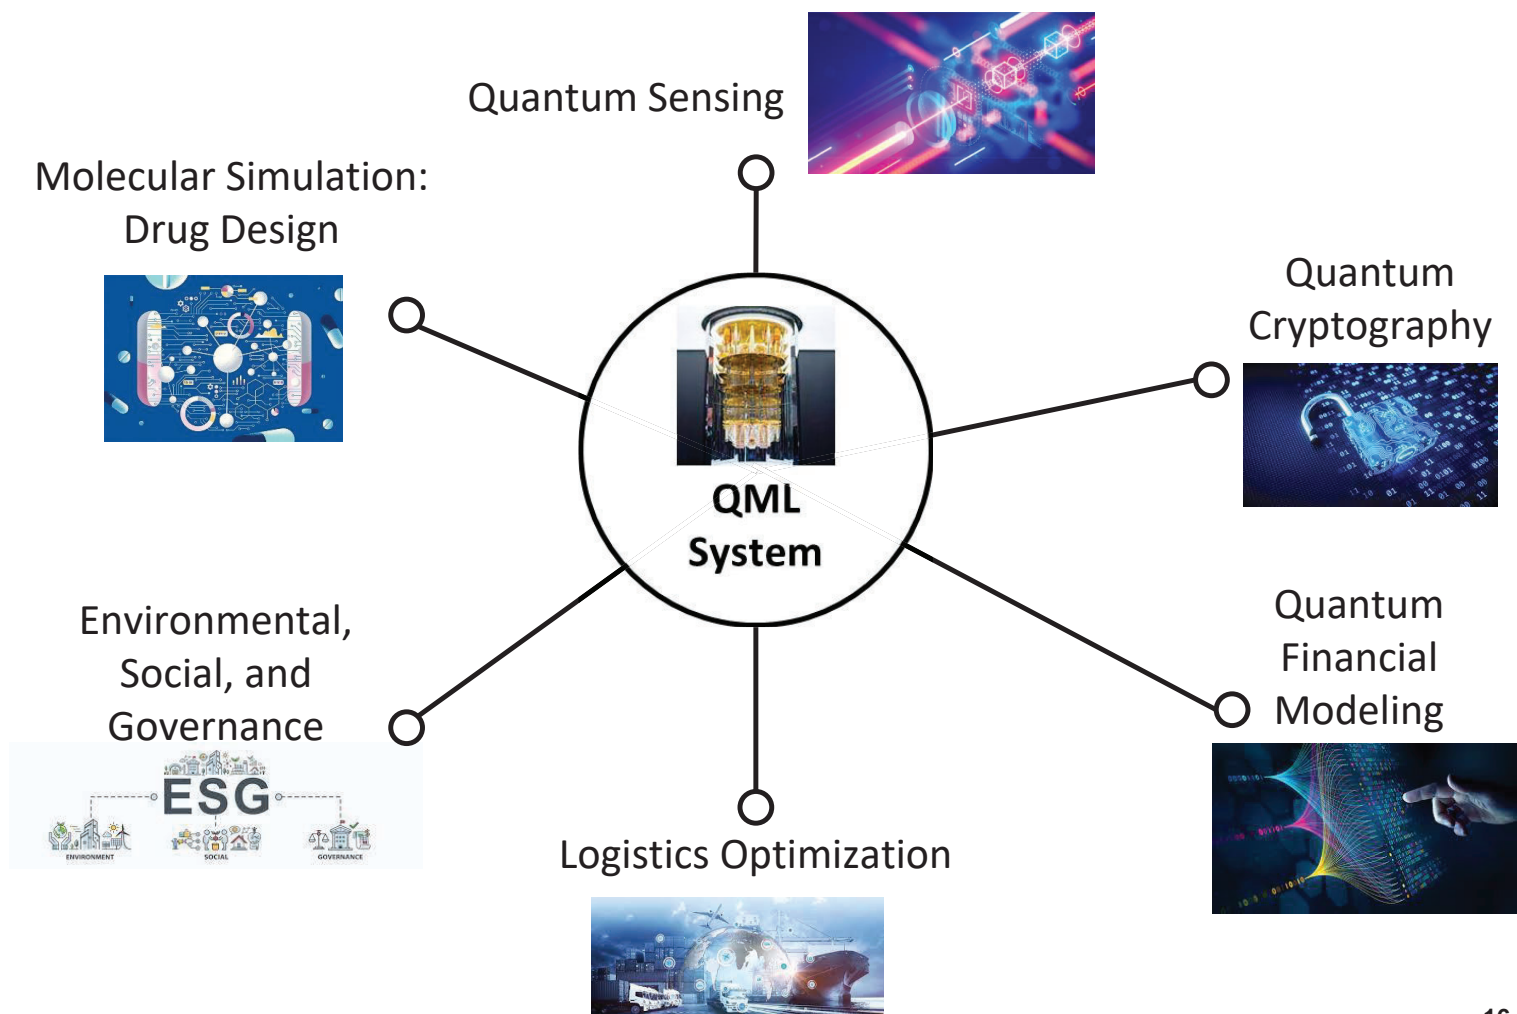 Quantum Sensing
Molecular Simulation:
Drug Design
Quantum
Cryptography
QML
System
Environmental,
Social, and
Governance
ESG
ENVIRONMENT
SOCIAL
GOVERNANCE
Quantum
Financial
Modeling
Logistics Optimization